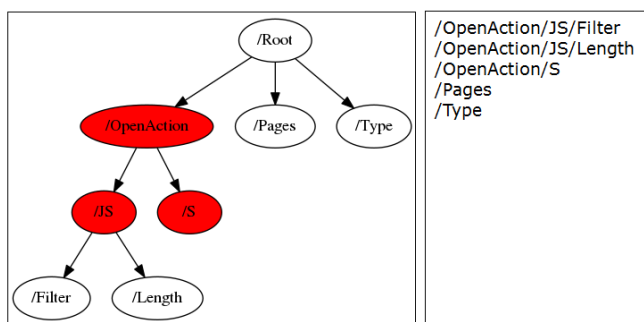 /Root
/OpenAction
/Pages
/Type
/JS
/S
/Filter
/Length
/OpenAction/JS/Filter
/OpenAction/JS/Length
/OpenAction/S
/Pages
/Type